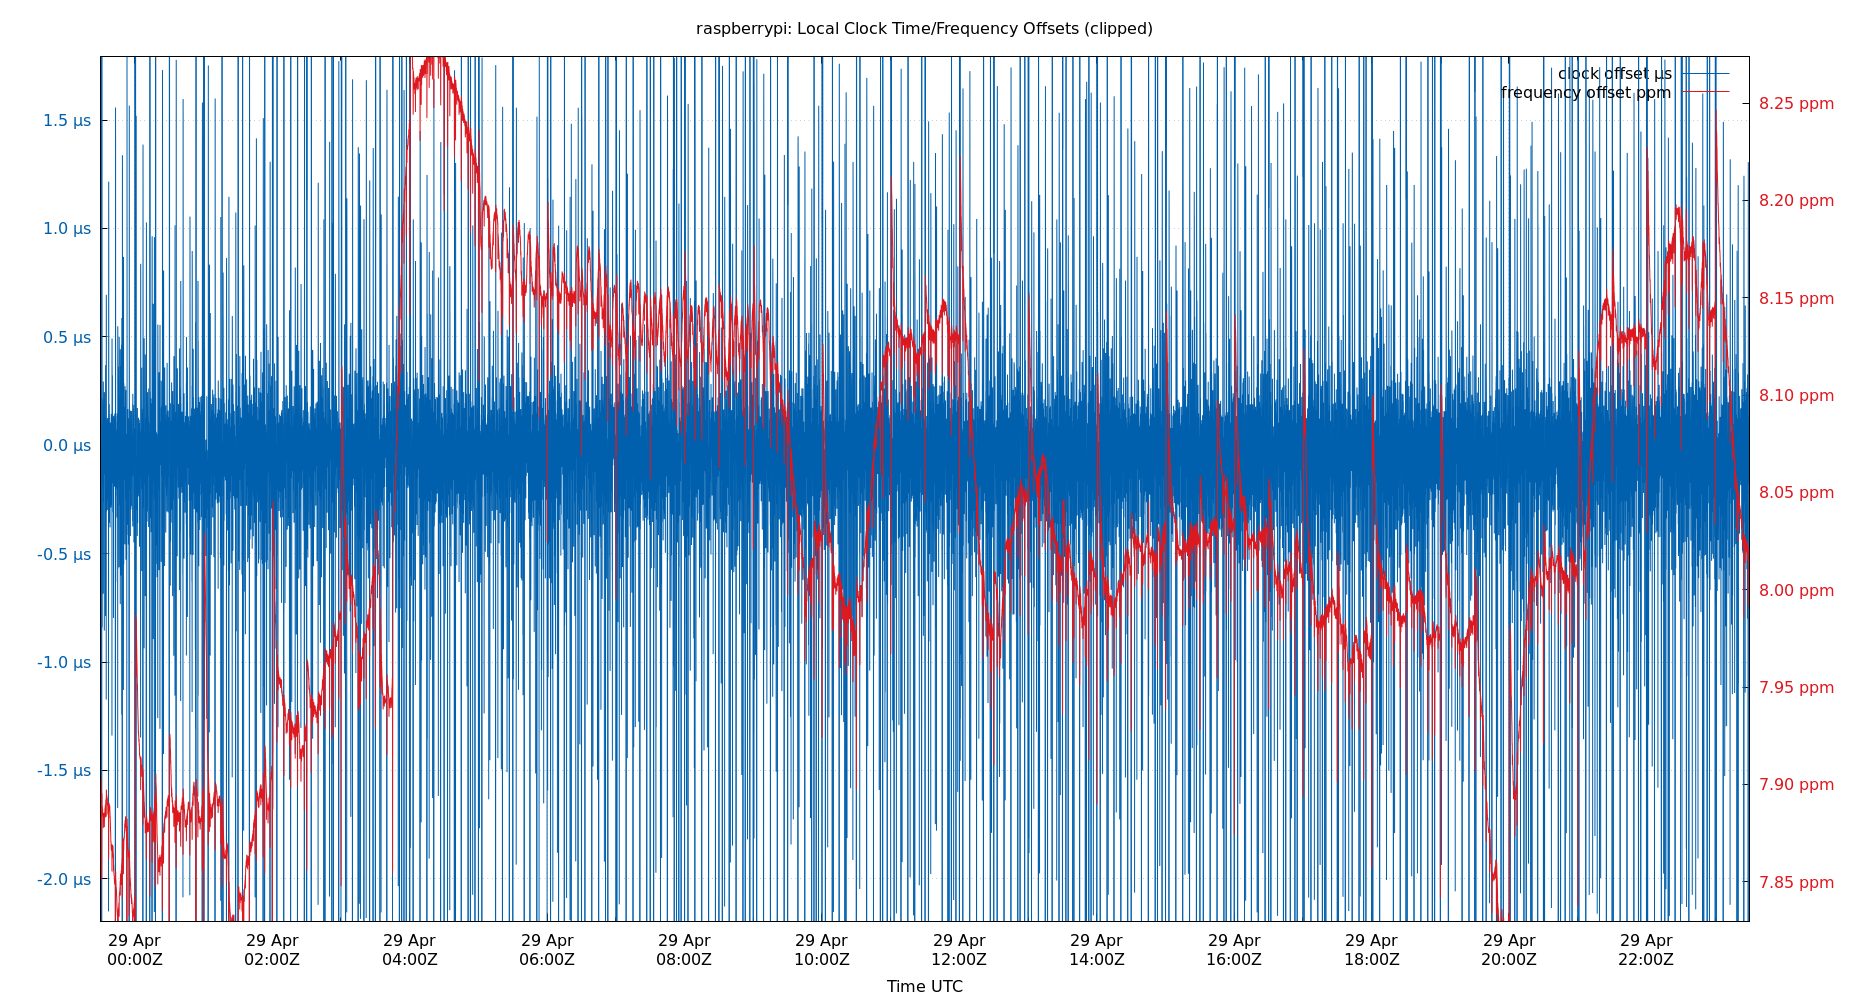 raspberrypi: Local Clock Time/Frequency Offsets (clipped)
clock offset µs
frequency offset ppm
1.5 µs
1.0 µs
0.5 µs
0.0 µs
-0.5 µs
-1.0 µs
-1.5 µs
-2.0 µs
8.25 ppm
8.20 ppm
8.15 ppm
8.10 ppm
8.05 ppm
8.00 ppm
7.95 ppm
7.90 ppm
7.85 ppm
29 Apr 29 Apr 29 Apr 29 Apr 29 Apr 29 Apr 29 Apr 29 Apr 29 Apr 29 Apr 29 Apr 29 Apr
00:00Z 02:00Z 04:00Z 06:00Z 08:00Z 10:00Z 12:00Z 14:00Z 16:00Z 18:00Z 20:00Z 22:00Z
Time UTC